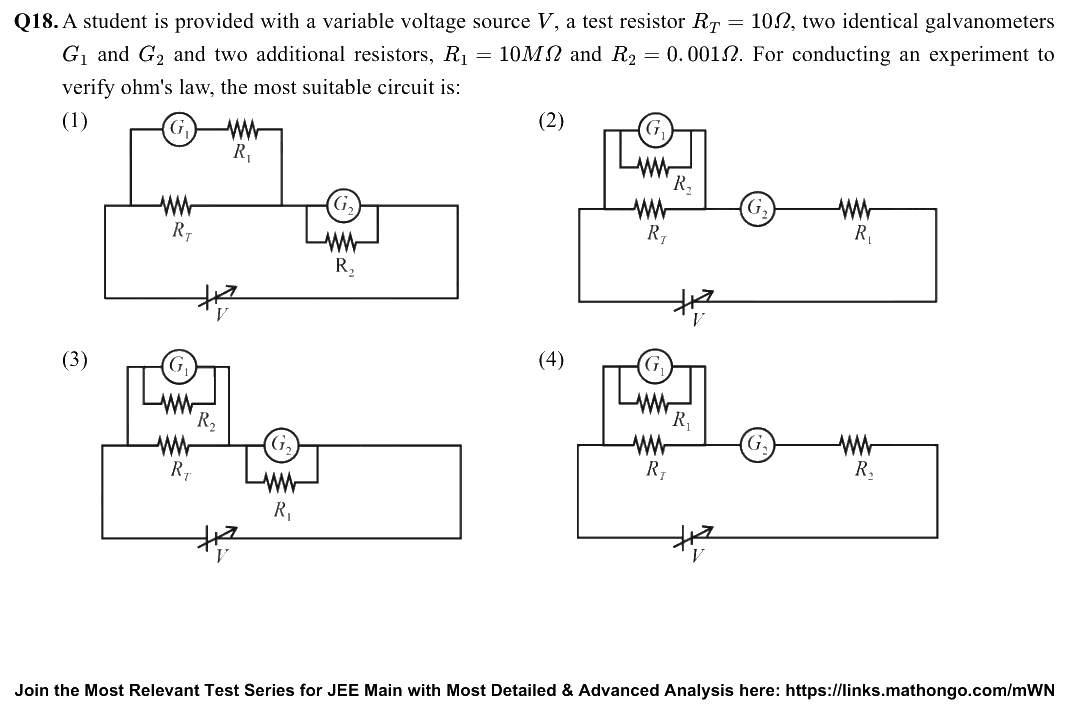 Q18. A student is provided with a variable voltage source V, a test resistor R_T = 10Ω, two identical galvanometers
G₁ and G₂ and two additional resistors, R₁ = 10MΩ and R₂ = 0.001Ω. For conducting an experiment to
verify ohm's law, the most suitable circuit is:
(1)
G₁
R₁
R_T
G₂
R₂
V
(2)
G₁
R₂
R_T
G₂
R₁
V
(3)
G₁
R₂
R_T
G₂
R₁
V
(4)
G₁
R₁
R_T
G₂
R₂
V
Join the Most Relevant Test Series for JEE Main with Most Detailed & Advanced Analysis here: https://links.mathongo.com/mWN